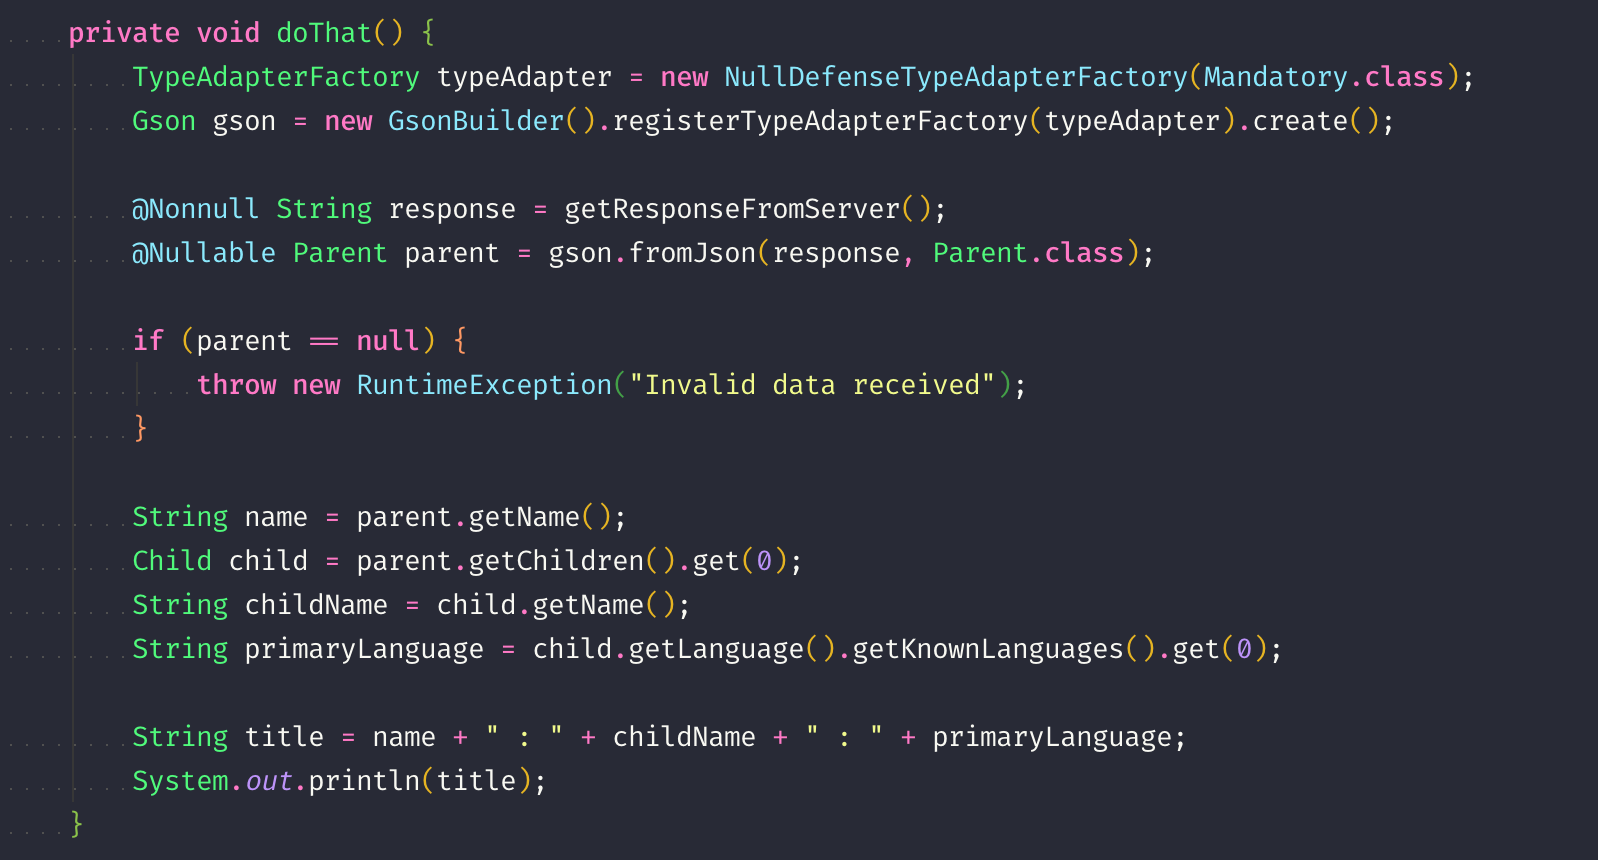 private void doThat() {
TypeAdapterFactory typeAdapter = new NullDefenseTypeAdapterFactory(Mandatory.class);
Gson gson = new GsonBuilder().registerTypeAdapterFactory(typeAdapter).create();
@Nonnull String response = getResponseFromServer();
@Nullable Parent parent = gson.fromJson(response, Parent.class);
if (parent == null) {
throw new RuntimeException("Invalid data received");
}
String name = parent.getName();
Child child = parent.getChildren().get(0);
String childName = child.getName();
String primaryLanguage = child.getLanguage().getKnownLanguages().get(0);
String title = name + " : " + childName + " : " + primaryLanguage;
System.out.println(title);
}